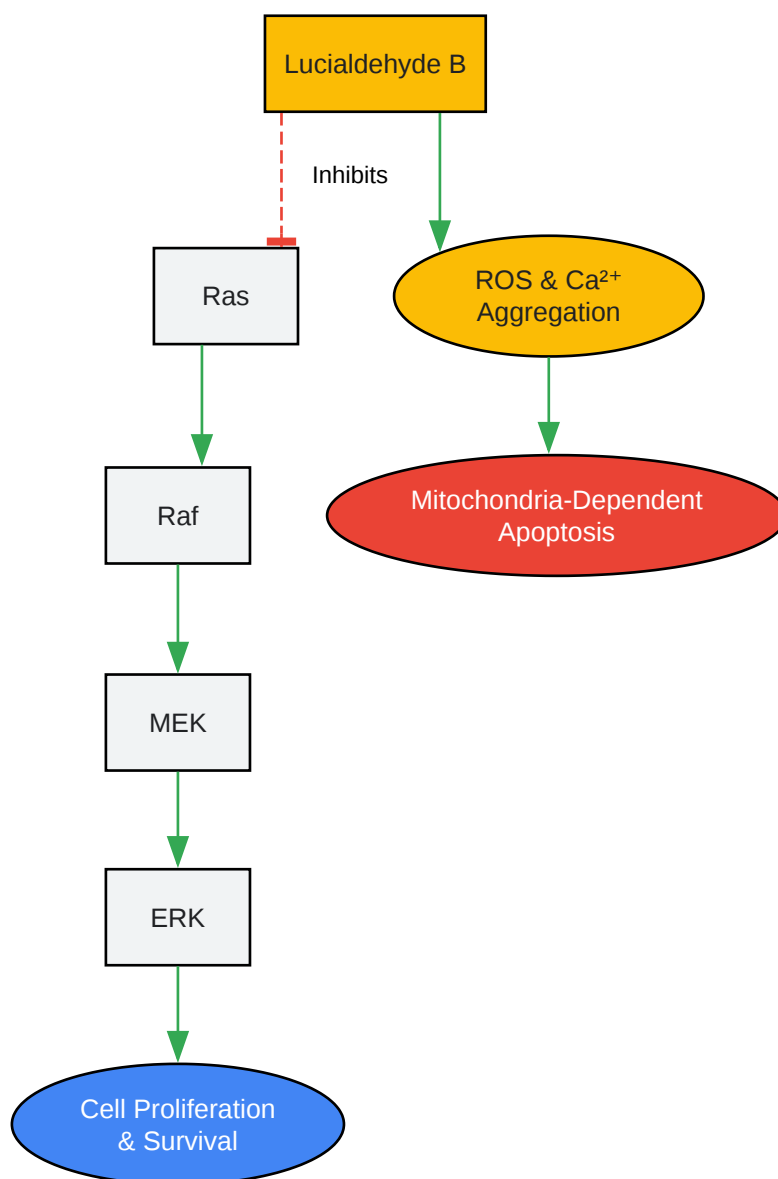 Lucialdehyde B
Inhibits
Ras
ROS & Ca²⁺
Aggregation
Raf
Mitochondria-Dependent
Apoptosis
MEK
ERK
Cell Proliferation
& Survival